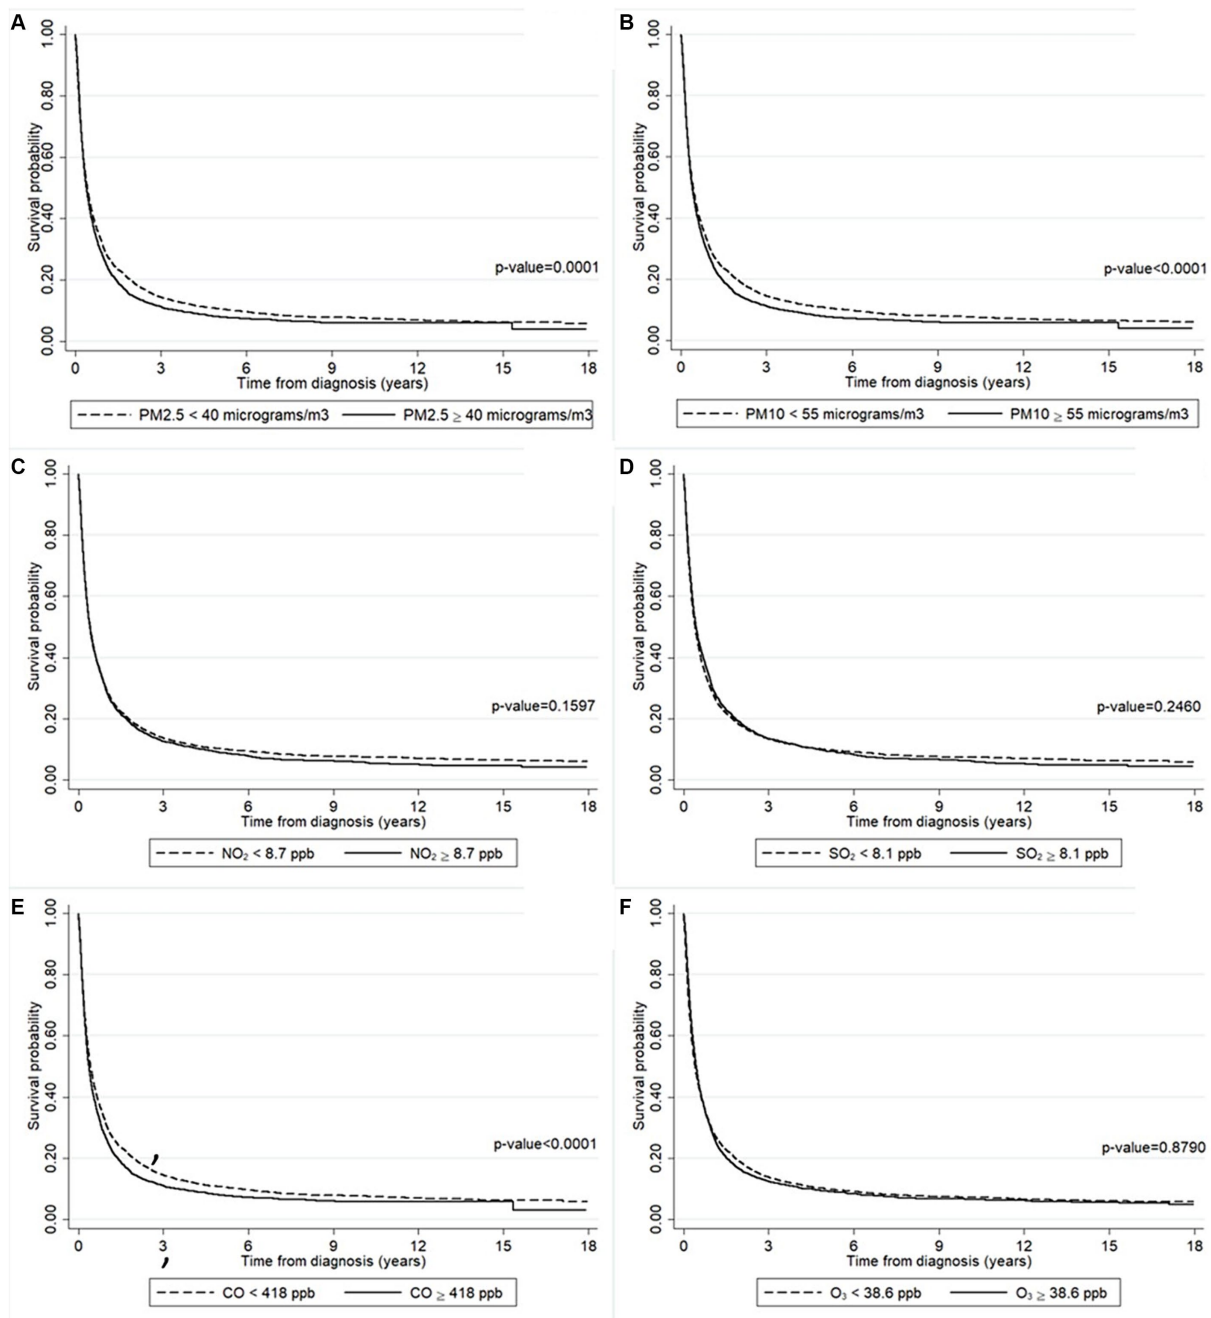 A
Survival probability
1.00
0.80
0.60
0.40
0.20
0.00
p-value=0.0001
0 3 6 9 12 15 18
Time from diagnosis (years)
PM2.5 < 40 micrograms/m3 PM2.5 ≥ 40 micrograms/m3
B
Survival probability
1.00
0.80
0.60
0.40
0.20
0.00
p-value<0.0001
0 3 6 9 12 15 18
Time from diagnosis (years)
PM10 < 55 micrograms/m3 PM10 ≥ 55 micrograms/m3
C
Survival probability
1.00
0.80
0.60
0.40
0.20
0.00
p-value=0.1597
0 3 6 9 12 15 18
Time from diagnosis (years)
NO₂ < 8.7 ppb NO₂ ≥ 8.7 ppb
D
Survival probability
1.00
0.80
0.60
0.40
0.20
0.00
p-value=0.2460
0 3 6 9 12 15 18
Time from diagnosis (years)
SO₂ < 8.1 ppb SO₂ ≥ 8.1 ppb
E
Survival probability
1.00
0.80
0.60
0.40
0.20
0.00
,
p-value<0.0001
0 3 6 9 12 15 18
,
Time from diagnosis (years)
CO < 418 ppb CO ≥ 418 ppb
F
Survival probability
1.00
0.80
0.60
0.40
0.20
0.00
p-value=0.8790
0 3 6 9 12 15 18
Time from diagnosis (years)
O₃ < 38.6 ppb O₃ ≥ 38.6 ppb